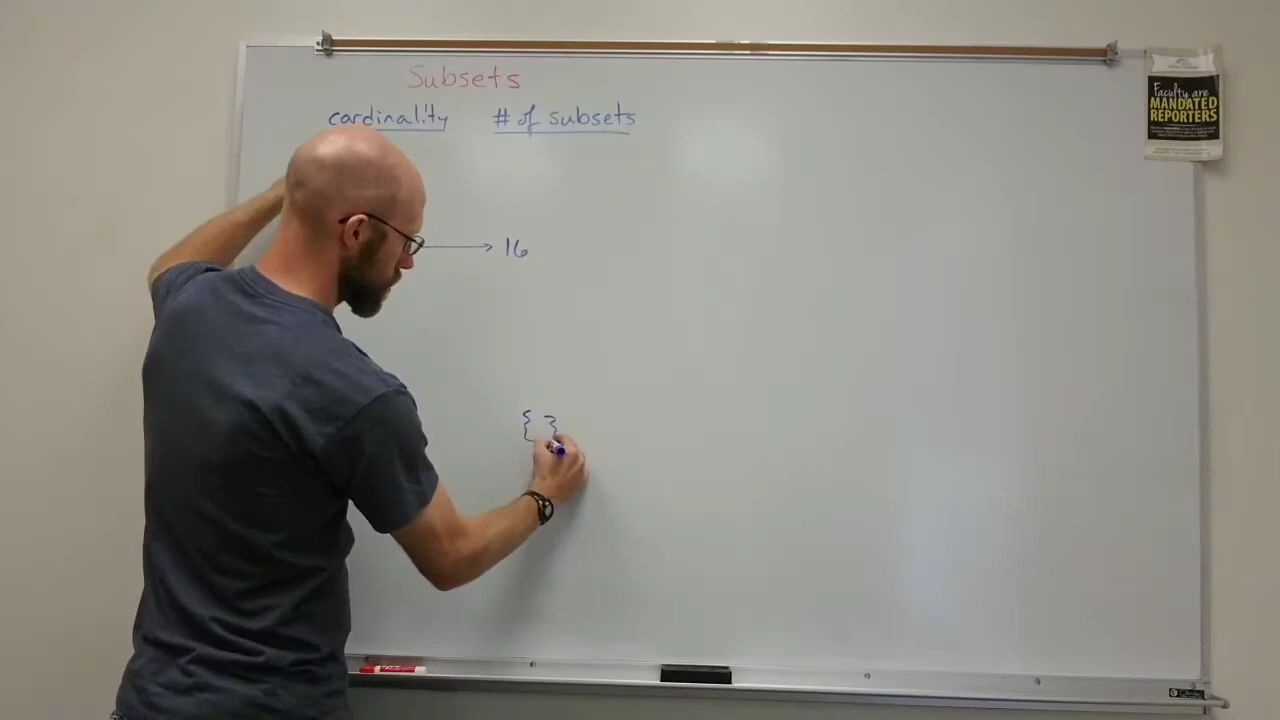 Subsets
cardinality # of subsets
16
{ }
Faculty are
MANDATED
REPORTERS